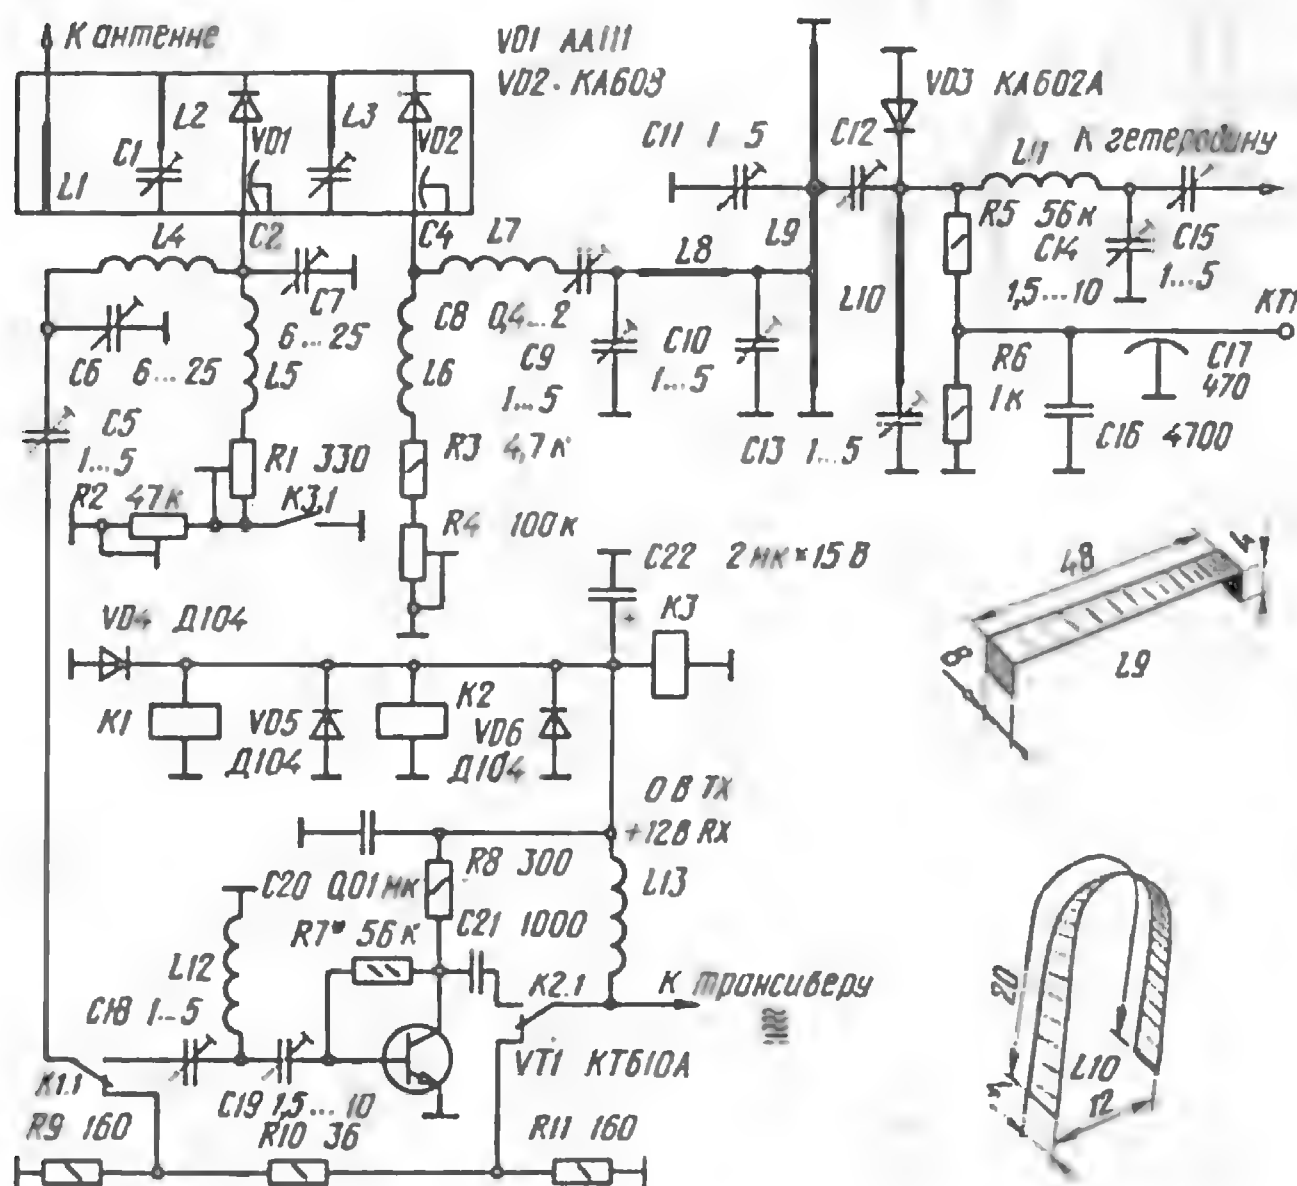 К антенне
VD1 АА111
VD2 - КА603
VD3 КА602А
L2
L3
VD1
VD2
C1
L1
C11 1...5
C12
L11
К гетеродину
R5 56к
C14
1,5...10
C15
1...5
L4
C2
C4
L7
L8
L9
L10
C7
6...25
C8 0,4...2
C9
1...5
C10
1...5
КТ1
C6 6...25
L5
L6
R6
1к
C17
470
C5
1...5
R1 330
R3 4,7к
C13 1...5
C16 4700
R2 47к
К3.1
R4 100к
C22 2 мк × 15 В
48
4
8
L9
VD4 Д104
К3
К1
VD5
Д104
К2
VD6
Д104
0 В TX
+12В RX
C20 0,01 мк
R8 300
L13
R7* 56к
C21 1000
L12
К2.1
К трансиверу
C18 1...5
VT1 КТ610А
20
L10
12
К1.1
C19 1,5...10
R9 160
R10 36
R11 160